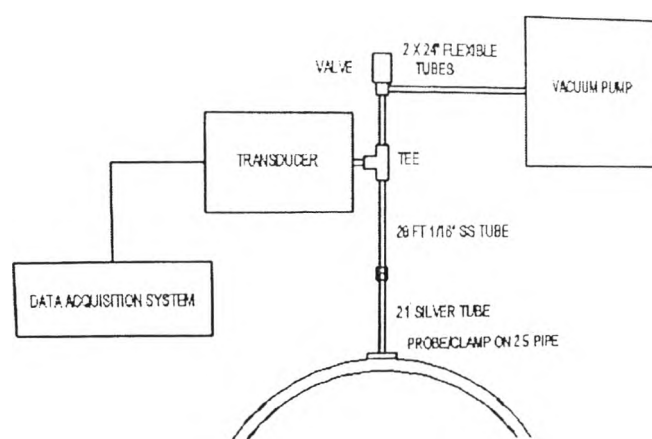 VALVE
2 X 24" FLEXIBLE
TUBES
VACUUM PUMP
TRANSDUCER
TEE
28 FT 1/16" SS TUBE
DATA ACQUISITION SYSTEM
21' SILVER TUBE
PROBE/CLAMP ON 2.5 PIPE